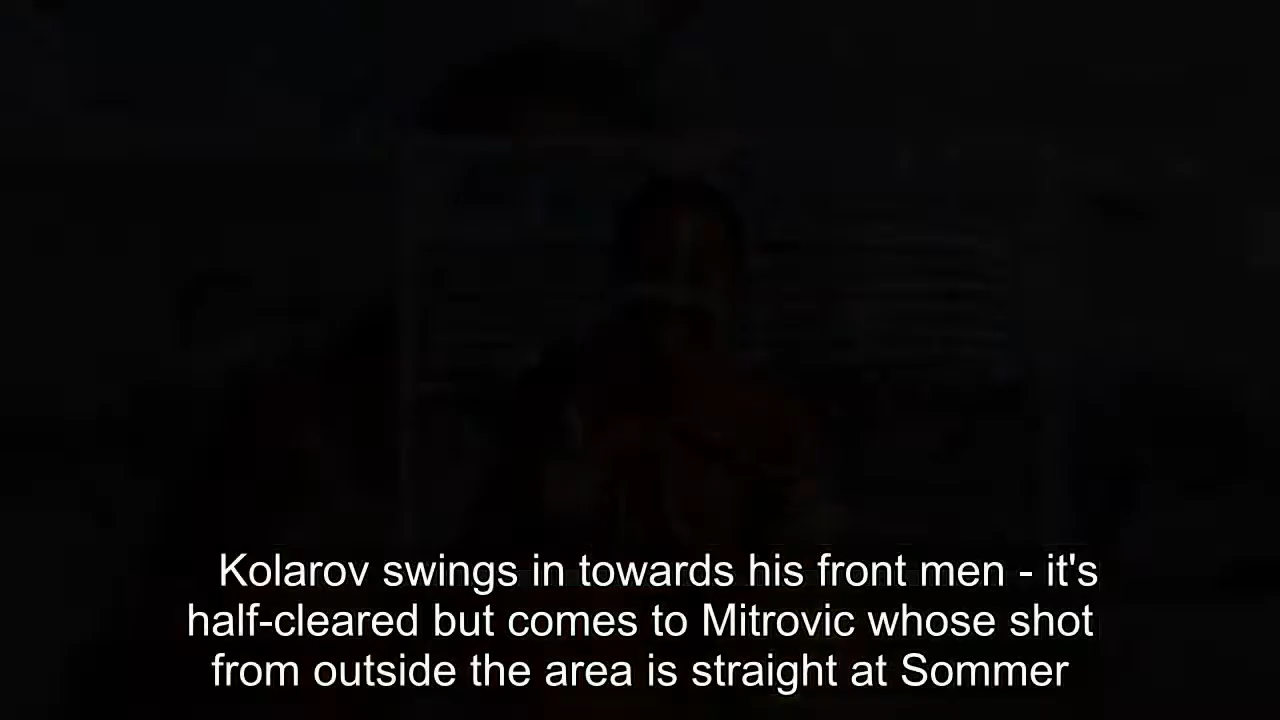 Kolarov swings in towards his front men - it's
half-cleared but comes to Mitrovic whose shot
from outside the area is straight at Sommer